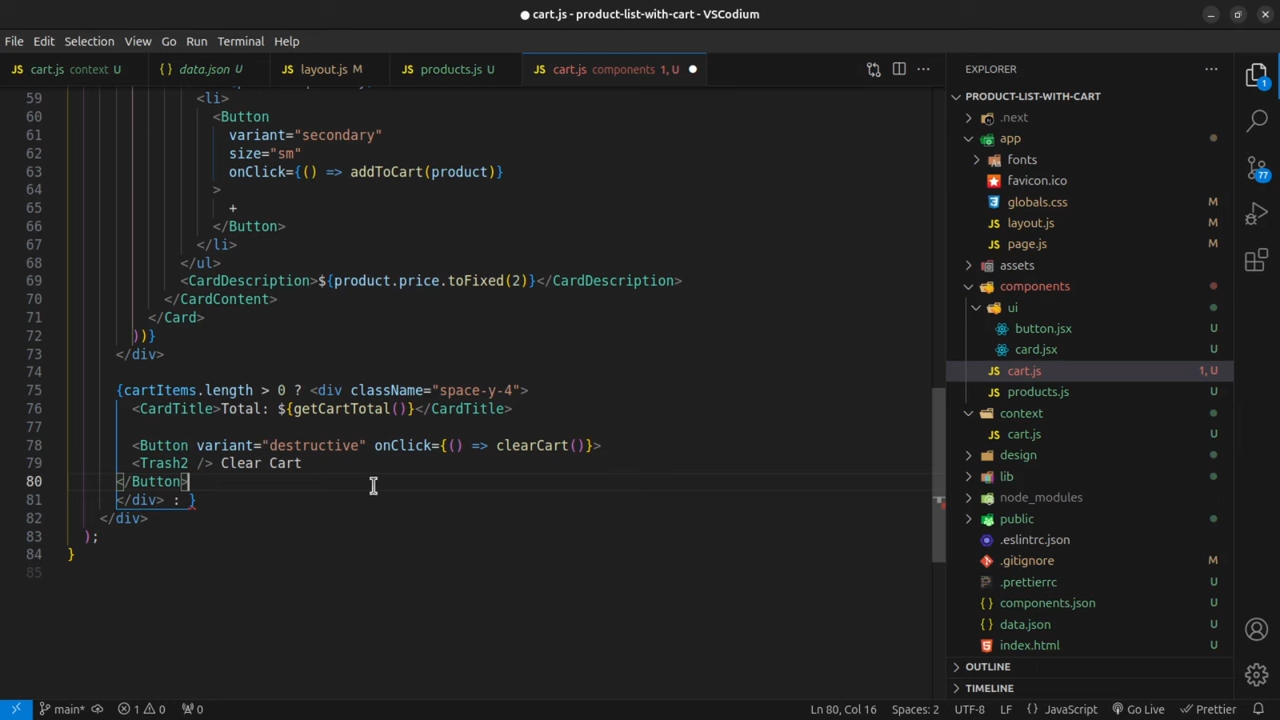 cart.js - product-list-with-cart - VSCodium
File Edit Selection View Go Run Terminal Help
JS cart.js context U
{ } data.json U
JS layout.js M
JS products.js U
JS cart.js components 1, U
EXPLORER
59 <li>
60 <Button
61 variant="secondary"
62 size="sm"
63 onClick={() => addToCart(product)}
64 >
65 +
66 </Button>
67 </li>
68 </ul>
69 <CardDescription>${product.price.toFixed(2)}</CardDescription>
70 </CardContent>
71 </Card>
72 ))}
73 </div>
74
75 {cartItems.length > 0 ? <div className="space-y-4">
76 <CardTitle>Total: ${getCartTotal()}</CardTitle>
77
78 <Button variant="destructive" onClick={() => clearCart()}>
79 <Trash2 /> Clear Cart
80 </Button>
81 </div> : }
82 </div>
83 );
84 }
85
PRODUCT-LIST-WITH-CART
.next
app
fonts
favicon.ico
globals.css M
JS layout.js M
JS page.js M
assets
components
ui
button.jsx U
card.jsx U
JS cart.js 1, U
JS products.js U
context
JS cart.js U
design
lib
node_modules
public
.eslintrc.json
.gitignore M
.prettierrc U
{ } components.json U
{ } data.json U
index.html U
OUTLINE
TIMELINE
1
77
main* 1 0 0 Ln 80, Col 16 Spaces: 2 UTF-8 LF { } JavaScript Go Live Prettier